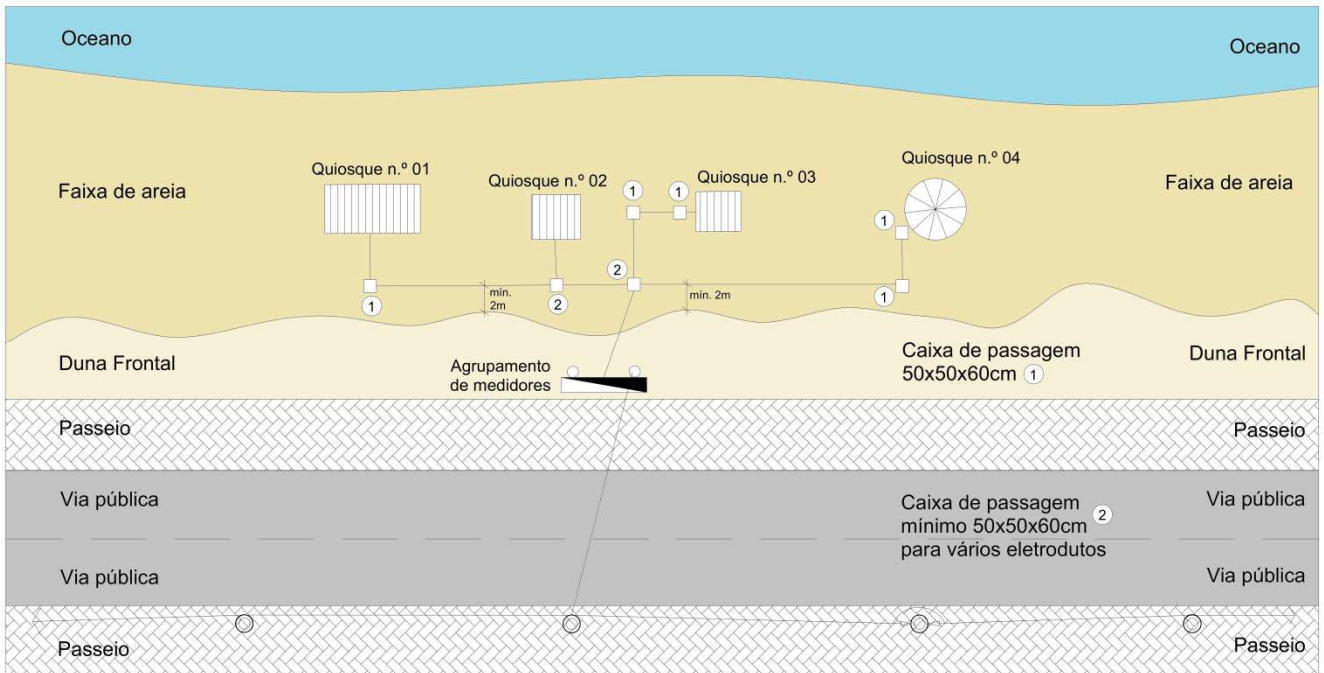 Oceano
Oceano
Quiosque n.º 01
Quiosque n.º 02
Quiosque n.º 03
Quiosque n.º 04
Faixa de areia
Faixa de areia
1
1
1
2
1
mín.
2m
1
2
mín. 2m
Duna Frontal
Agrupamento
de medidores
Caixa de passagem
50x50x60cm 1
Duna Frontal
Passeio
Passeio
Via pública
Caixa de passagem
mínimo 50x50x60cm 2
para vários eletrodutos
Via pública
Via pública
Via pública
Passeio
Passeio